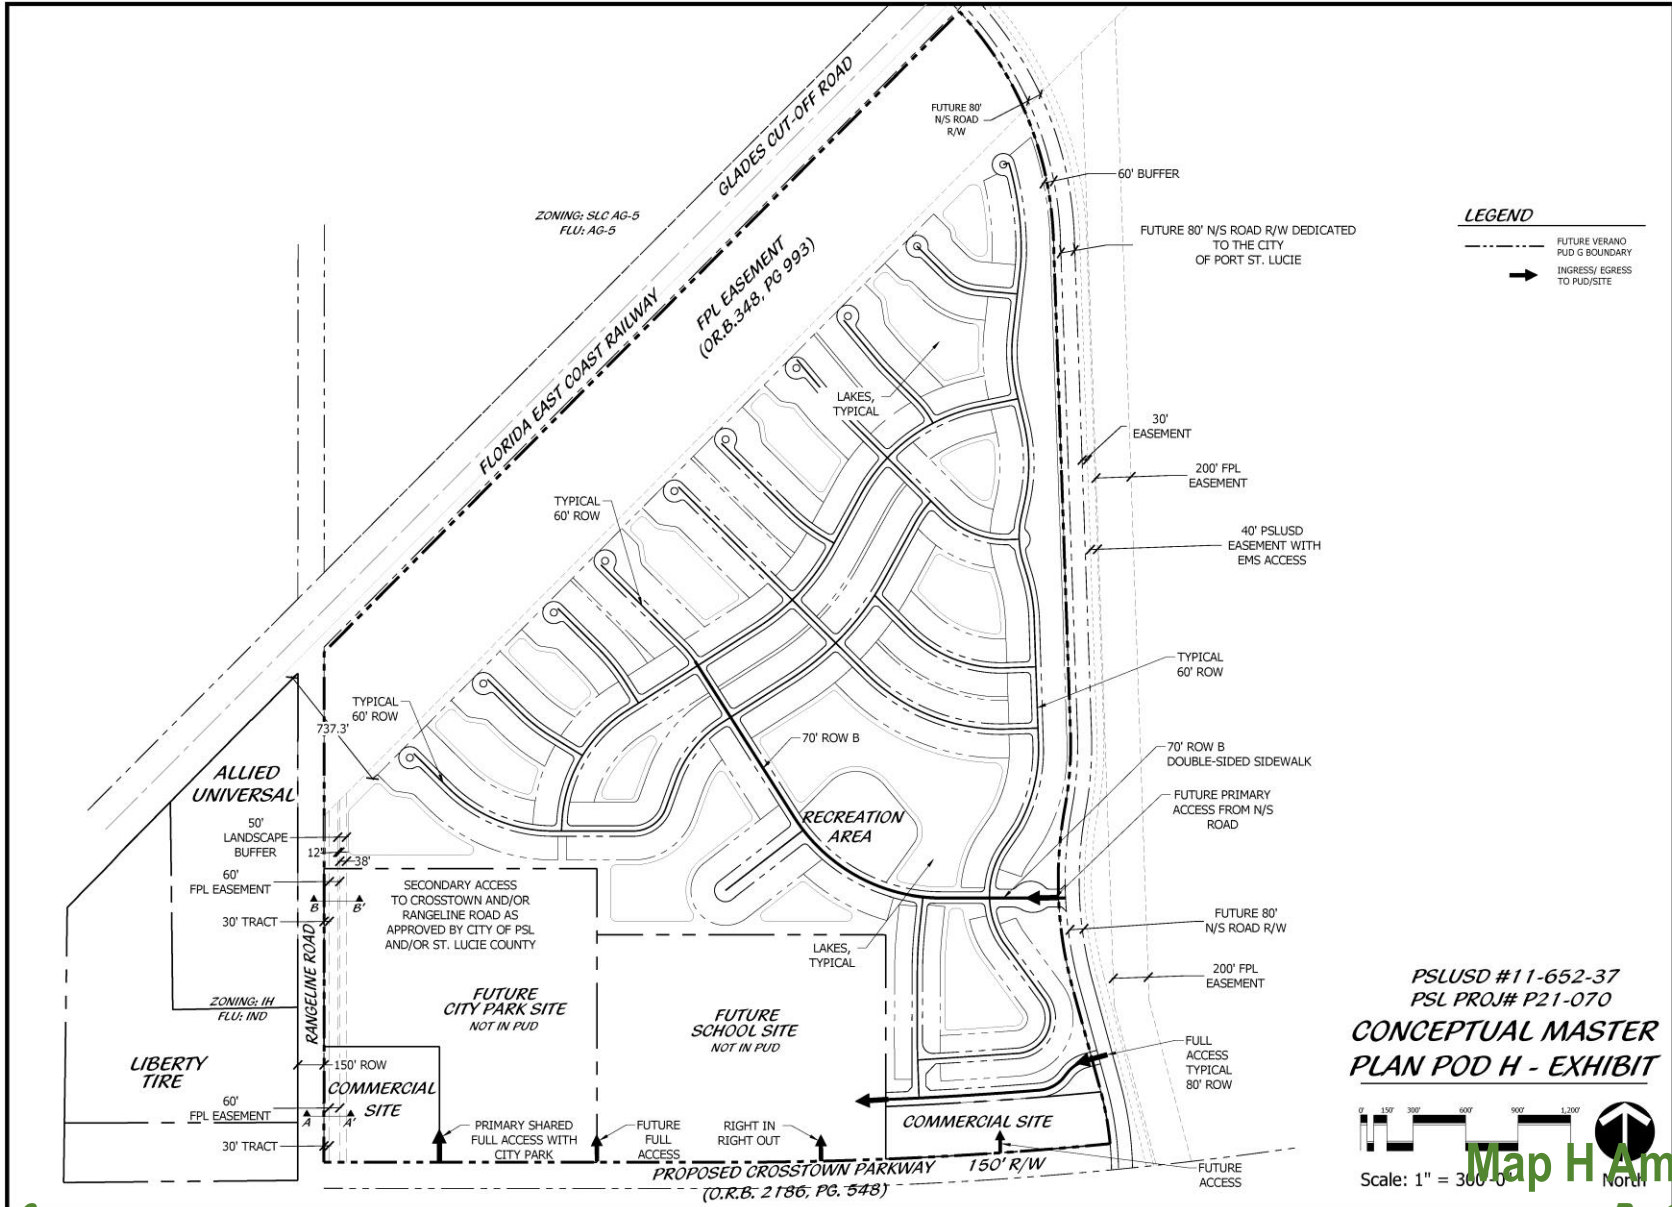 GLADES CUT-OFF ROAD
FUTURE 80'
N/S ROAD
R/W
60' BUFFER
ZONING: SLC AG-5
FLU: AG-5
FPL EASEMENT
(OR.B.348, PG 993)
FLORIDA EAST COAST RAILWAY
FUTURE 80' N/S ROAD R/W DEDICATED
TO THE CITY
OF PORT ST. LUCIE
LEGEND
FUTURE VERANO
PUD G BOUNDARY
INGRESS/ EGRESS
TO PUD/SITE
LAKES,
TYPICAL
30'
EASEMENT
200' FPL
EASEMENT
TYPICAL
60' ROW
40' PSLUSD
EASEMENT WITH
EMS ACCESS
TYPICAL
60' ROW
TYPICAL
60' ROW
737.3'
70' ROW B
70' ROW B
DOUBLE-SIDED SIDEWALK
ALLIED
UNIVERSAL
FUTURE PRIMARY
ACCESS FROM N/S
ROAD
RECREATION
AREA
50'
LANDSCAPE
BUFFER
12'
38'
60'
FPL EASEMENT
B
B'
30' TRACT
SECONDARY ACCESS
TO CROSSTOWN AND/OR
RANGELINE ROAD AS
APPROVED BY CITY OF PSL
AND/OR ST. LUCIE COUNTY
RANGELINE ROAD
LAKES,
TYPICAL
FUTURE 80'
N/S ROAD R/W
200' FPL
EASEMENT
ZONING: IH
FLU: IND
FUTURE
CITY PARK SITE
NOT IN PUD
FUTURE
SCHOOL SITE
NOT IN PUD
PSLUSD #11-652-37
PSL PROJ# P21-070
CONCEPTUAL MASTER
PLAN POD H - EXHIBIT
LIBERTY
TIRE
150' ROW
COMMERCIAL
SITE
FULL
ACCESS
TYPICAL
80' ROW
60'
FPL EASEMENT
A
A'
30' TRACT
PRIMARY SHARED
FULL ACCESS WITH
CITY PARK
FUTURE
FULL
ACCESS
RIGHT IN
RIGHT OUT
COMMERCIAL SITE
PROPOSED CROSSTOWN PARKWAY 150' R/W
(O.R.B. 2186, PG. 548)
FUTURE
ACCESS
0' 150' 300' 600' 900' 1,200'
Scale: 1" = 300'-0"
North
Map H Am